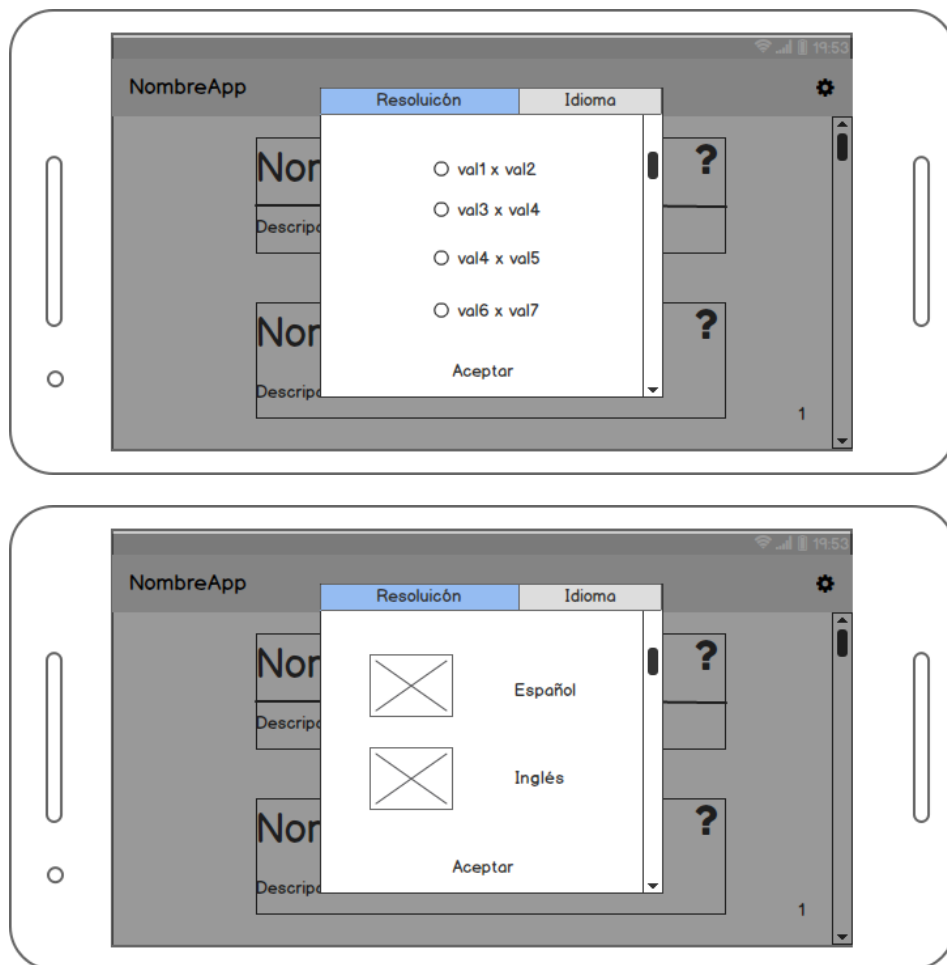 19:53
NombreApp
Resoluicón Idioma
Nor ?
val1 x val2
val3 x val4
Descripc
val4 x val5
val6 x val7
Nor ?
Aceptar
Descripc
1
19:53
NombreApp
Resoluicón Idioma
Nor ?
Español
Descripc
Inglés
Nor ?
Aceptar
Descripc
1